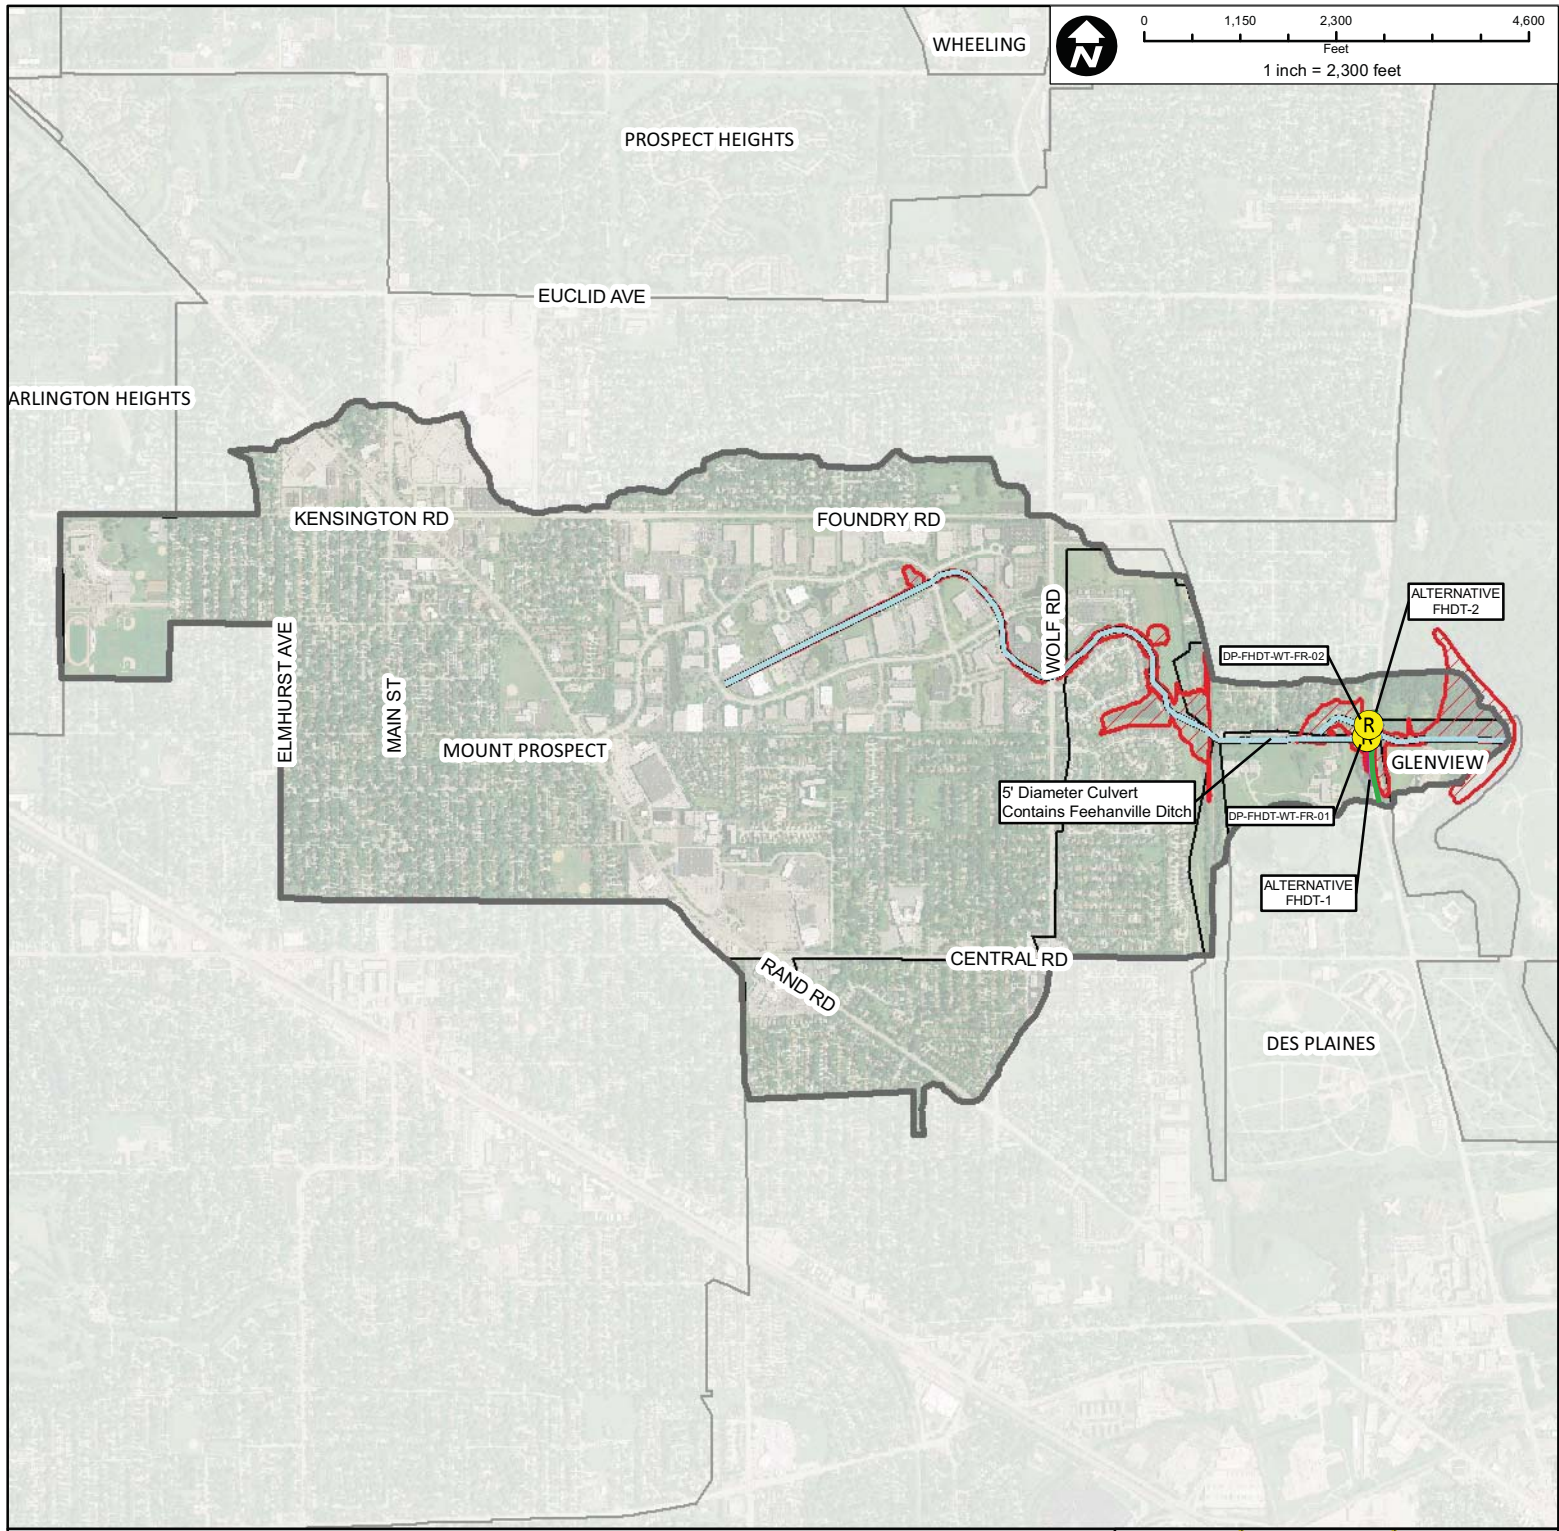 WHEELING
N
0 1,150 2,300 4,600
Feet
1 inch = 2,300 feet
PROSPECT HEIGHTS
EUCLID AVE
ARLINGTON HEIGHTS
KENSINGTON RD
FOUNDRY RD
WOLF RD
ELMHURST AVE
MAIN ST
MOUNT PROSPECT
ALTERNATIVE
FHDT-2
DP-FHDT-WT-FR-02
R
R
GLENVIEW
5' Diameter Culvert
Contains Feehanville Ditch
DP-FHDT-WT-FR-01
ALTERNATIVE
FHDT-1
CENTRAL RD
RAND RD
DES PLAINES